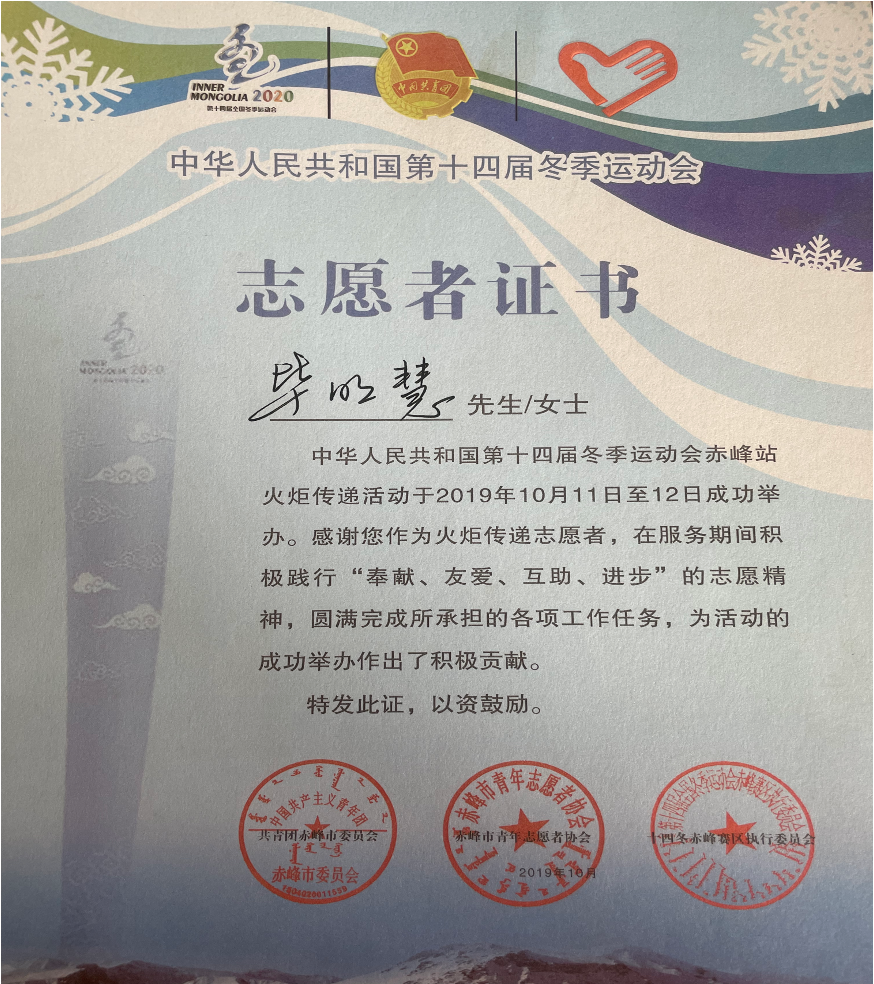 INNER
MONGOLIA 2020
第十四届全国冬季运动会
中国共青团
中华人民共和国第十四届冬季运动会
志愿者证书
INNER
MONGOLIA 2020
毕明慧 先生/女士
中华人民共和国第十四届冬季运动会赤峰站
火炬传递活动于2019年10月11日至12日成功举
办。感谢您作为火炬传递志愿者，在服务期间积
极践行“奉献、友爱、互助、进步”的志愿精
神，圆满完成所承担的各项工作任务，为活动的
成功举办作出了积极贡献。
特发此证，以资鼓励。
中国共产主义青年团
共青团赤峰市委员会
赤峰市委员会
赤峰市青年志愿者协会
赤峰市青年志愿者协会
2019年10月
十四冬赤峰赛区执行委员会